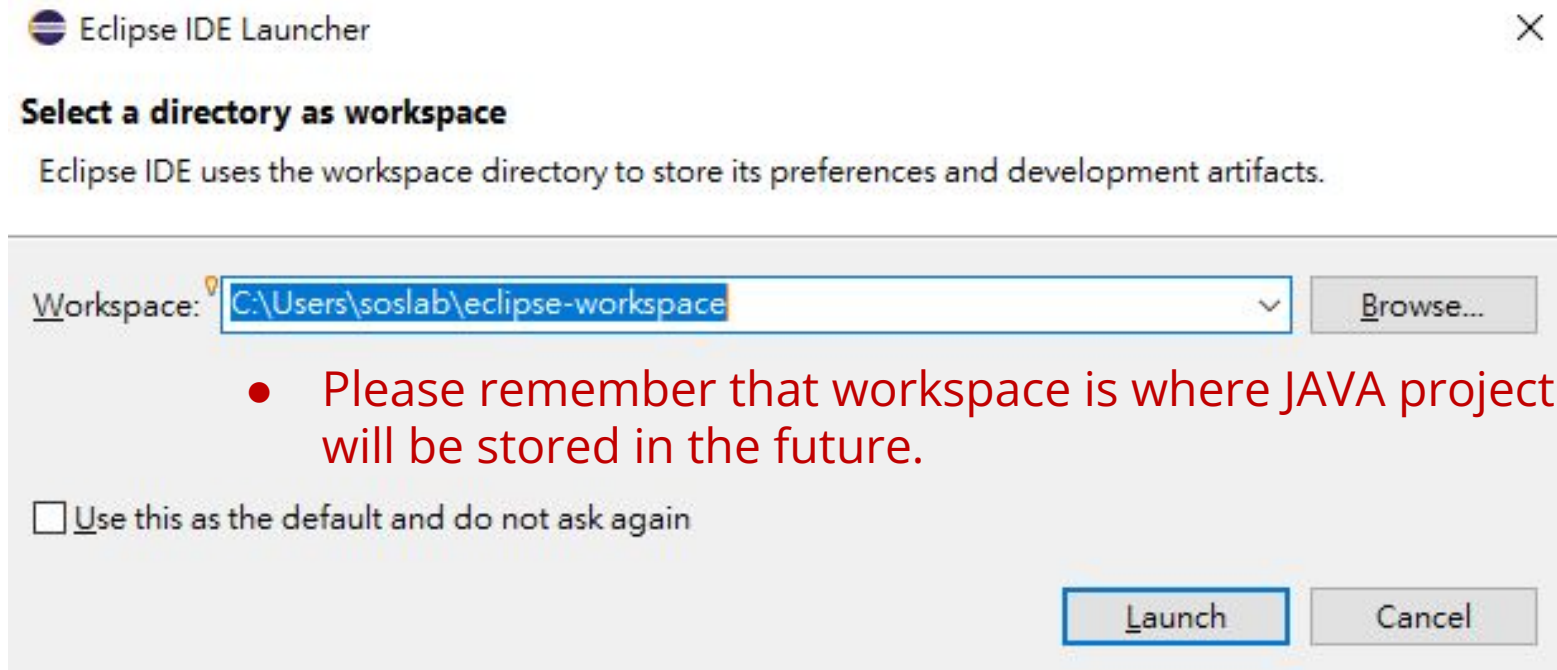 Eclipse IDE Launcher
Select a directory as workspace
Eclipse IDE uses the workspace directory to store its preferences and development artifacts.
Workspace: C:\Users\soslab\eclipse-workspace Browse...
● Please remember that workspace is where JAVA project
will be stored in the future.
Use this as the default and do not ask again
Launch Cancel